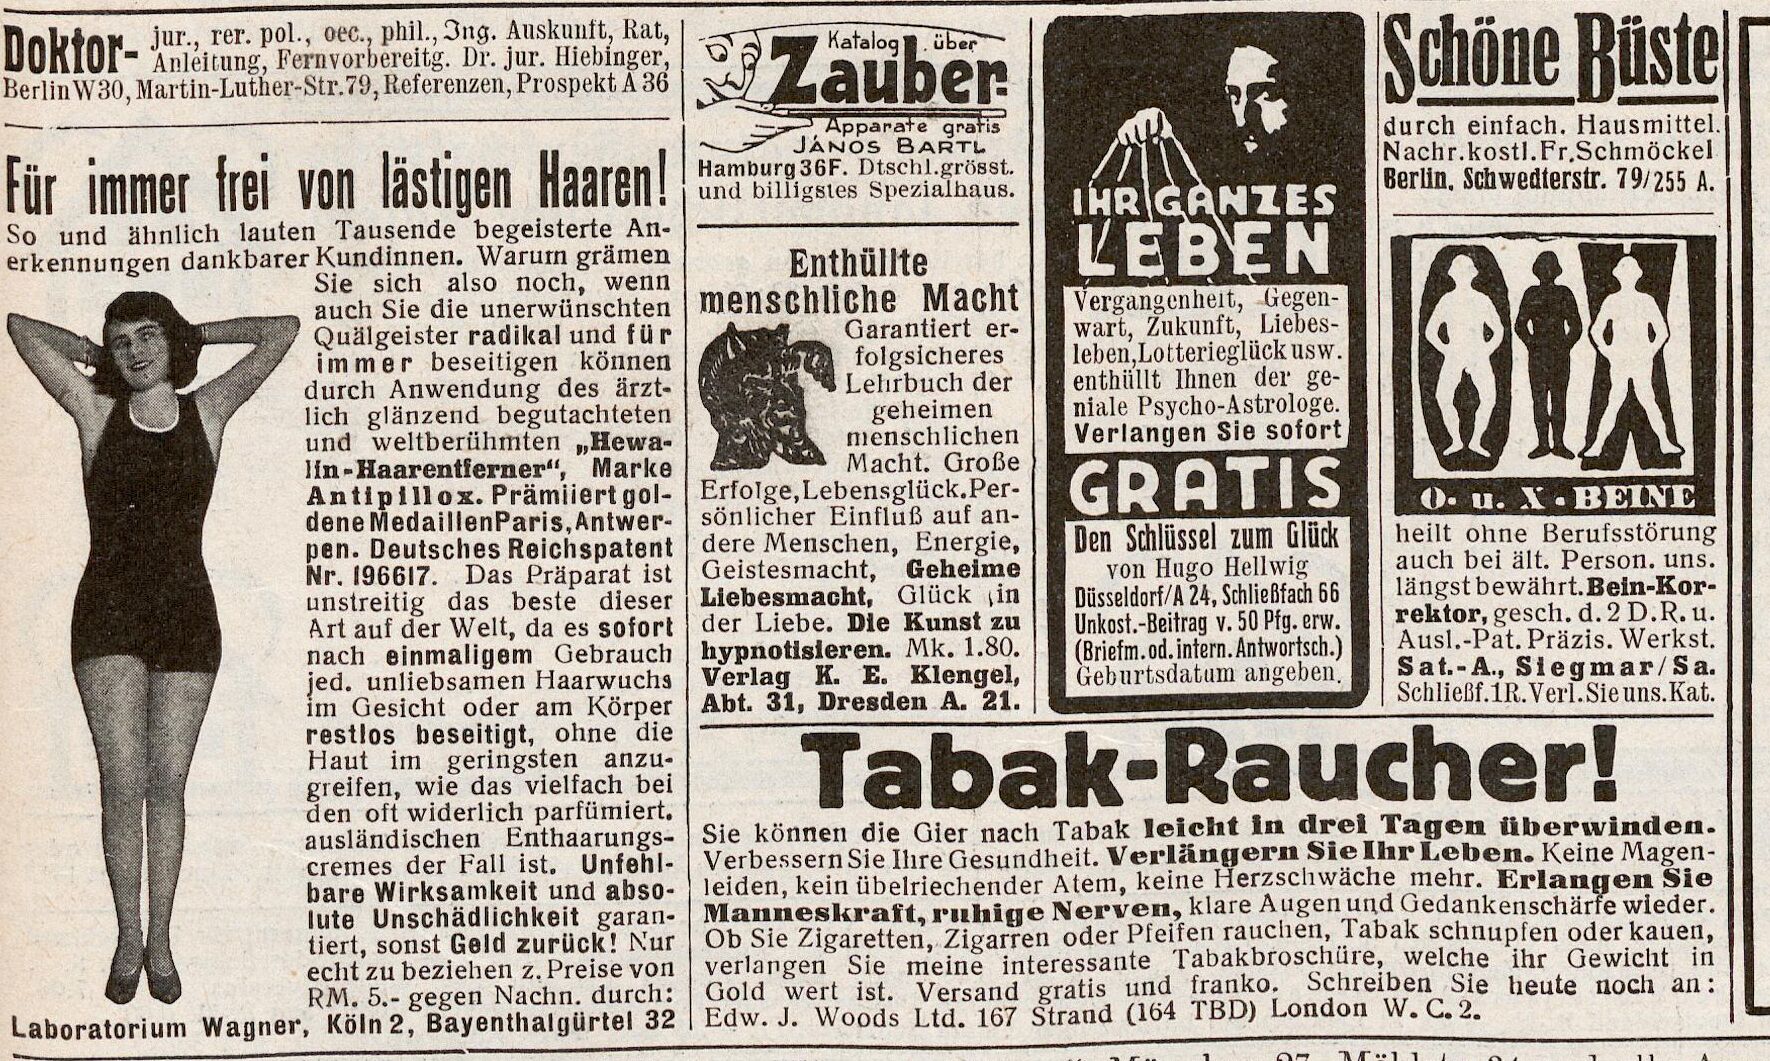 Doktor- jur., rer. pol., oec., phil., Ing. Auskunft, Rat,
Anleitung, Fernvorbereitg. Dr. jur. Hiebinger,
Berlin W30, Martin-Luther-Str. 79, Referenzen, Prospekt A 36
Für immer frei von lästigen Haaren!
So und ähnlich lauten Tausende begeisterte An-
erkennungen dankbarer Kundinnen. Warum grämen
Sie sich also noch, wenn
auch Sie die unerwünschten
Quälgeister radikal und für
immer beseitigen können
durch Anwendung des ärzt-
lich glänzend begutachteten
und weltberühmten „Hewa-
lin-Haarentferner“, Marke
Antipillox. Prämiiert gol-
dene Medaillen Paris, Antwer-
pen. Deutsches Reichspatent
Nr. 196617. Das Präparat ist
unstreitig das beste dieser
Art auf der Welt, da es sofort
nach einmaligem Gebrauch
jed. unliebsamen Haarwuchs
im Gesicht oder am Körper
restlos beseitigt, ohne die
Haut im geringsten anzu-
greifen, wie das vielfach bei
den oft widerlich parfümiert.
ausländischen Enthaarungs-
cremes der Fall ist. Unfehl-
bare Wirksamkeit und abso-
lute Unschädlichkeit garan-
tiert, sonst Geld zurück! Nur
echt zu beziehen z. Preise von
RM. 5.- gegen Nachn. durch:
Laboratorium Wagner, Köln 2, Bayenthalgürtel 32
Katalog über
Zauber-
Apparate gratis
JÁNOS BARTL
Hamburg 36F. Dtschl. grösst.
und billigstes Spezialhaus.
Enthüllte
menschliche Macht
Garantiert er-
folgsicheres
Lehrbuch der
geheimen
menschlichen
Macht. Große
Erfolge, Lebensglück. Per-
sönlicher Einfluß auf an-
dere Menschen, Energie,
Geistesmacht, Geheime
Liebesmacht, Glück in
der Liebe. Die Kunst zu
hypnotisieren. Mk. 1.80.
Verlag K. E. Klengel,
Abt. 31, Dresden A. 21.
IHR GANZES
LEBEN
Vergangenheit, Gegen-
wart, Zukunft, Liebes-
leben, Lotterieglück usw.
enthüllt Ihnen der ge-
niale Psycho-Astrologe.
Verlangen Sie sofort
GRATIS
Den Schlüssel zum Glück
von Hugo Hellwig
Düsseldorf/A 24, Schließfach 66
Unkost.-Beitrag v. 50 Pfg. erw.
(Briefm. od. intern. Antwortsch.)
Geburtsdatum angeben.
Schöne Büste
durch einfach. Hausmittel.
Nachr. kostl. Fr. Schmöckel
Berlin, Schwedterstr. 79/255 A.
O- u. X-BEINE
heilt ohne Berufsstörung
auch bei ält. Person. uns.
längst bewährt. Bein-Kor-
rektor, gesch. d. 2 D. R. u.
Ausl.-Pat. Präzis. Werkst.
Sat.-A., Siegmar/Sa.
Schließf. 1R. Verl. Sie uns. Kat.
Tabak-Raucher!
Sie können die Gier nach Tabak leicht in drei Tagen überwinden.
Verbessern Sie Ihre Gesundheit. Verlängern Sie Ihr Leben. Keine Magen-
leiden, kein übelriechender Atem, keine Herzschwäche mehr. Erlangen Sie
Manneskraft, ruhige Nerven, klare Augen und Gedankenschärfe wieder.
Ob Sie Zigaretten, Zigarren oder Pfeifen rauchen, Tabak schnupfen oder kauen,
verlangen Sie meine interessante Tabakbroschüre, welche ihr Gewicht in
Gold wert ist. Versand gratis und franko. Schreiben Sie heute noch an:
Edw. J. Woods Ltd. 167 Strand (164 TBD) London W. C. 2.